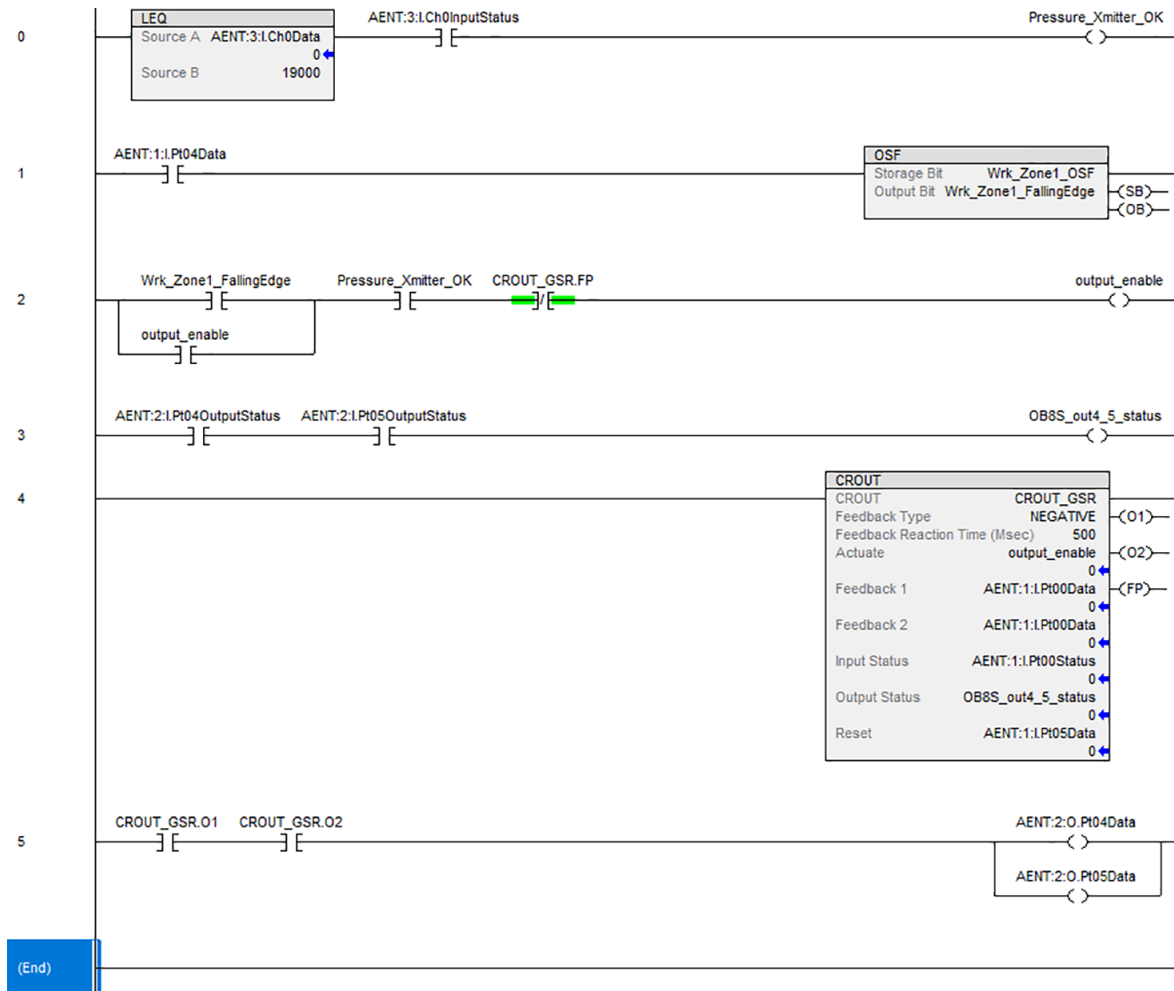 LEQ
AENT:3:I.Ch0InputStatus
Pressure_Xmitter_OK
0
Source A AENT:3:I.Ch0Data
0
Source B 19000
AENT:1:I.Pt04Data
OSF
1
Storage Bit Wrk_Zone1_OSF
Output Bit Wrk_Zone1_FallingEdge
SB
OB
Wrk_Zone1_FallingEdge
Pressure_Xmitter_OK
CROUT_GSR.FP
output_enable
2
output_enable
AENT:2:I.Pt04OutputStatus
AENT:2:I.Pt05OutputStatus
OB8S_out4_5_status
3
CROUT
4
CROUT CROUT_GSR
Feedback Type NEGATIVE
O1
Feedback Reaction Time (Msec) 500
Actuate output_enable
O2
0
Feedback 1 AENT:1:I.Pt00Data
FP
0
Feedback 2 AENT:1:I.Pt00Data
0
Input Status AENT:1:I.Pt00Status
0
Output Status OB8S_out4_5_status
0
Reset AENT:1:I.Pt05Data
0
CROUT_GSR.O1
CROUT_GSR.O2
AENT:2:O.Pt04Data
5
AENT:2:O.Pt05Data
(End)